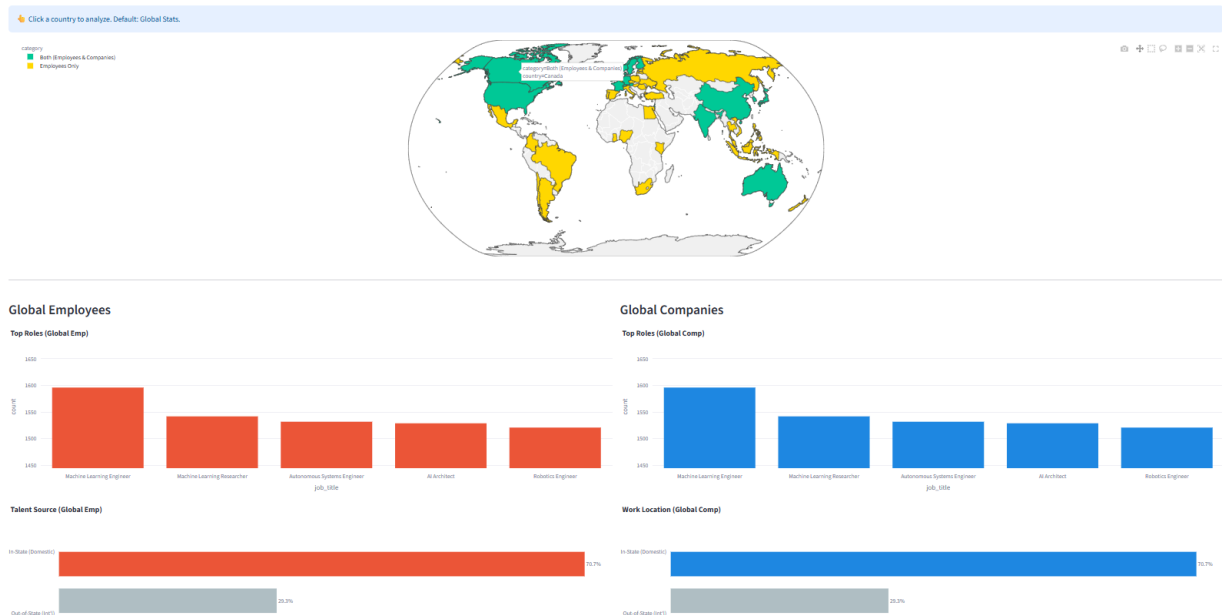 👆 Click a country to analyze. Default: Global Stats.
category
Both (Employees & Companies)
Employees Only
category=Both (Employees & Companies)
country=Canada
Global Employees
Top Roles (Global Emp)
1650
1600
1550
1500
1450
count
Machine Learning Engineer
Machine Learning Researcher
Autonomous Systems Engineer
AI Architect
Robotics Engineer
job_title
Talent Source (Global Emp)
In-State (Domestic)
70.7%
29.3%
Out-of-State (Int'l)
Global Companies
Top Roles (Global Comp)
1650
1600
1550
1500
1450
count
Machine Learning Engineer
Machine Learning Researcher
Autonomous Systems Engineer
AI Architect
Robotics Engineer
job_title
Work Location (Global Comp)
In-State (Domestic)
70.7%
29.3%
Out-of-State (Int'l)